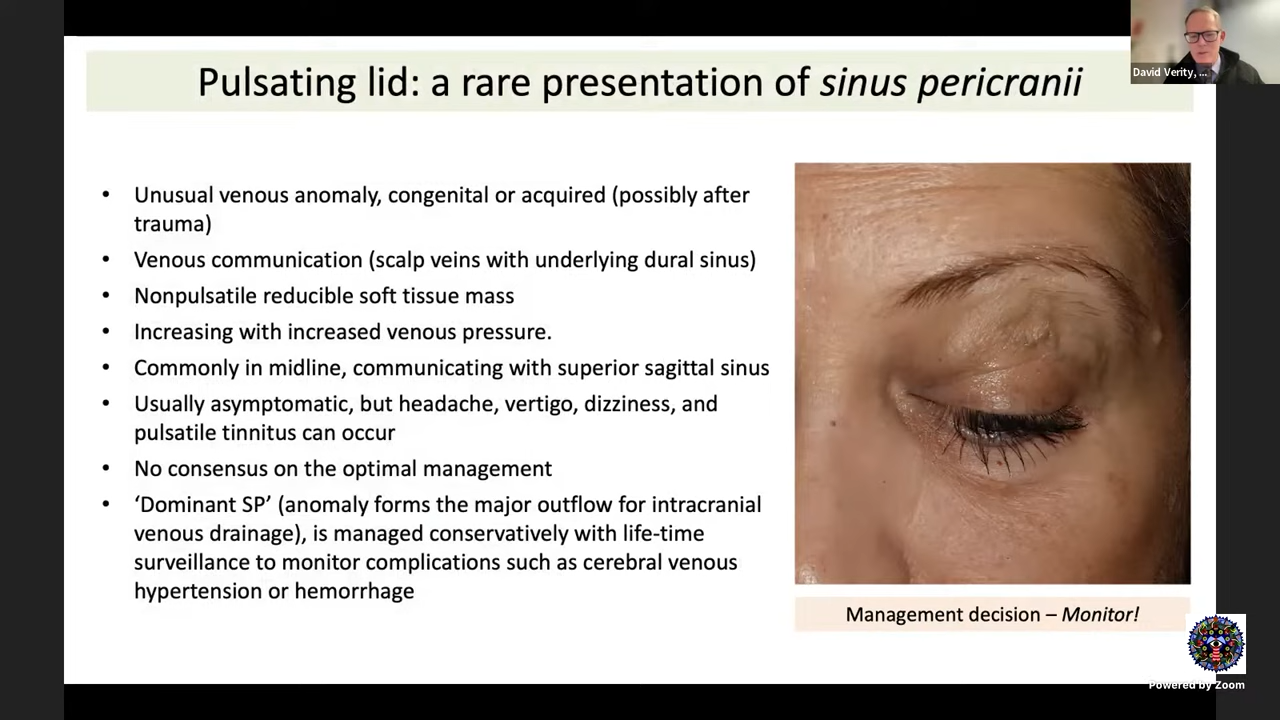 David Verity, ...
Pulsating lid: a rare presentation of sinus pericranii
• Unusual venous anomaly, congenital or acquired (possibly after
trauma)
• Venous communication (scalp veins with underlying dural sinus)
• Nonpulsatile reducible soft tissue mass
• Increasing with increased venous pressure.
• Commonly in midline, communicating with superior sagittal sinus
• Usually asymptomatic, but headache, vertigo, dizziness, and
pulsatile tinnitus can occur
• No consensus on the optimal management
• ‘Dominant SP’ (anomaly forms the major outflow for intracranial
venous drainage), is managed conservatively with life-time
surveillance to monitor complications such as cerebral venous
hypertension or hemorrhage
Management decision – Monitor!
Powered by Zoom